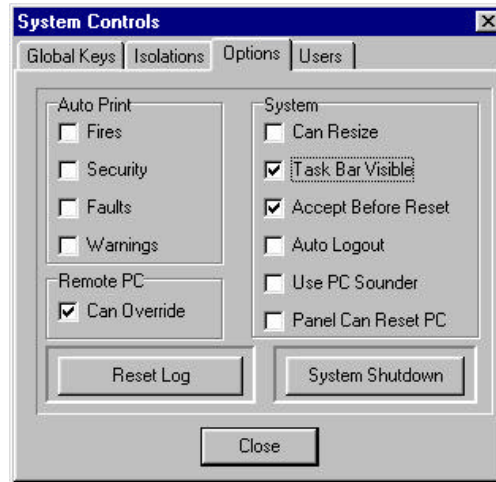 System Controls
Global Keys Isolations Options Users
Auto Print
Fires
Security
Faults
Warnings
Remote PC
Can Override
System
Can Resize
Task Bar Visible
Accept Before Reset
Auto Logout
Use PC Sounder
Panel Can Reset PC
Reset Log
System Shutdown
Close